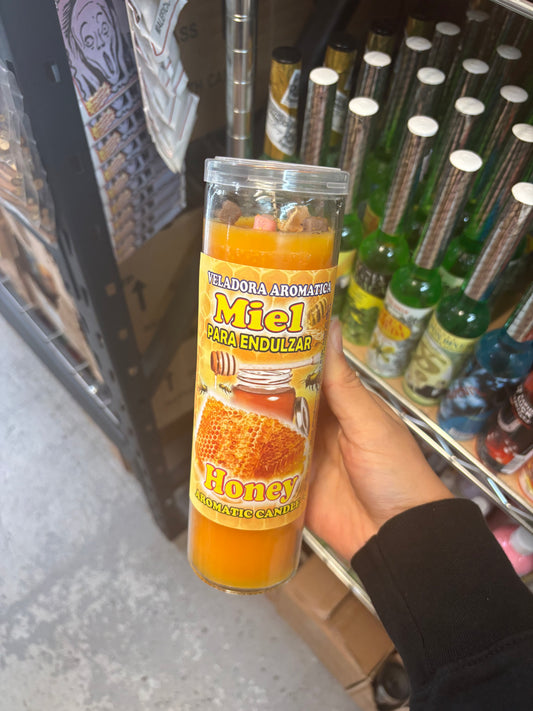 VELADORA AROMATICA
Miel
PARA ENDULZAR
Honey
AROMATIC CANDLE